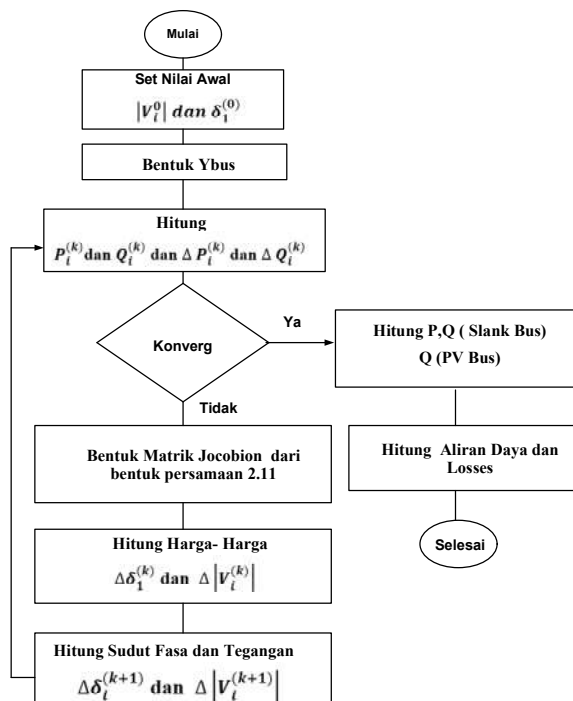 Mulai
Set Nilai Awal
|V_i^0| dan δ_1^(0)
Bentuk Ybus
Hitung
P_i^(k) dan Q_i^(k) dan Δ P_i^(k) dan Δ Q_i^(k)
Konverg
Ya
Tidak
Hitung P,Q ( Slank Bus)
Q (PV Bus)
Hitung Aliran Daya dan
Losses
Selesai
Bentuk Matrik Jocobion dari
bentuk persamaan 2.11
Hitung Harga- Harga
Δδ_1^(k) dan Δ |V_i^(k)|
Hitung Sudut Fasa dan Tegangan
Δδ_i^(k+1) dan Δ |V_i^(k+1)|